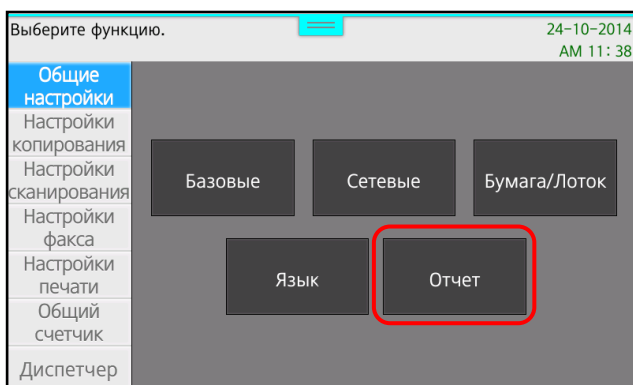 Выберите функцию.
24-10-2014
AM 11:38
Общие
настройки
Настройки
копирования
Настройки
сканирования
Настройки
факса
Настройки
печати
Общий
счетчик
Диспетчер
Базовые
Сетевые
Бумага/Лоток
Язык
Отчет